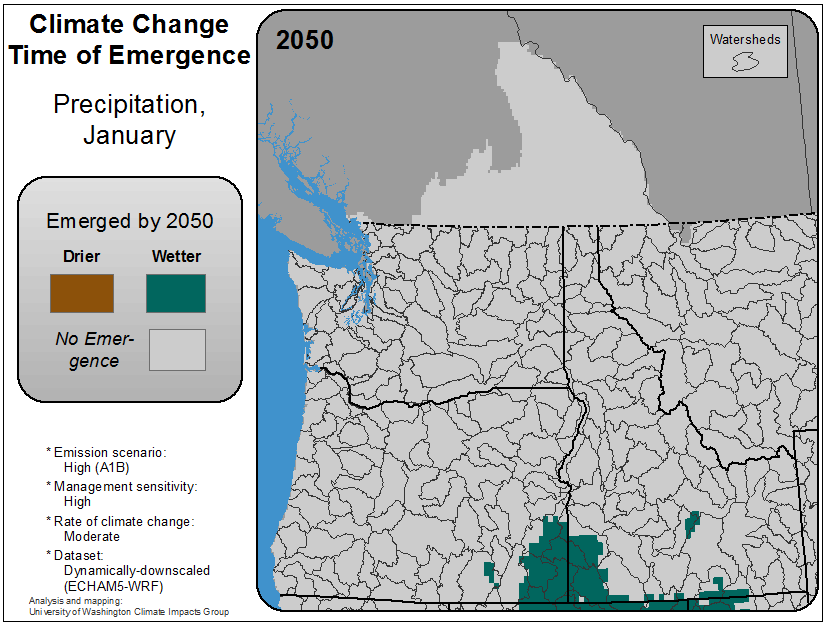 Climate Change
Time of Emergence
Precipitation,
January
Emerged by 2050
Drier
Wetter
No Emer-
gence
* Emission scenario:
High (A1B)
* Management sensitivity:
High
* Rate of climate change:
Moderate
* Dataset:
Dynamically-downscaled
(ECHAM5-WRF)
Analysis and mapping:
University of Washington Climate Impacts Group
2050
Watersheds